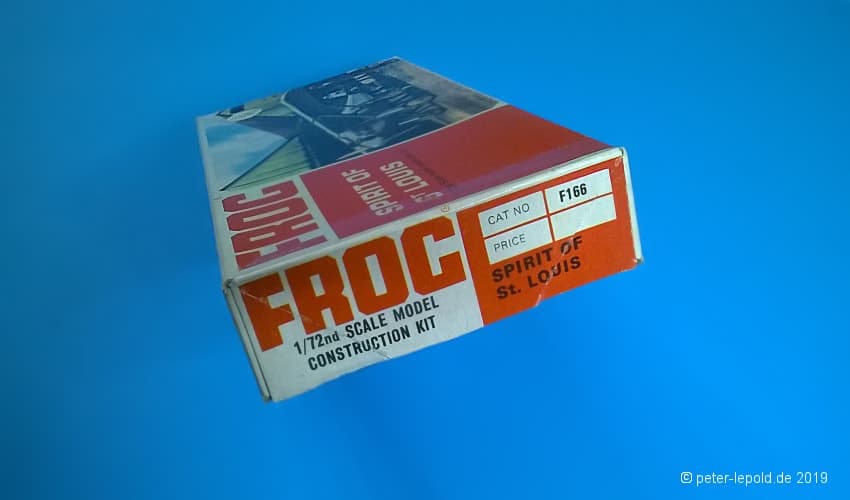 FROG
SPIRIT OF
ST LOUIS
FROG®
1/72nd SCALE MODEL
CONSTRUCTION KIT
CAT NO F166
PRICE
SPIRIT OF
St. LOUIS
© peter-lepold.de 2019